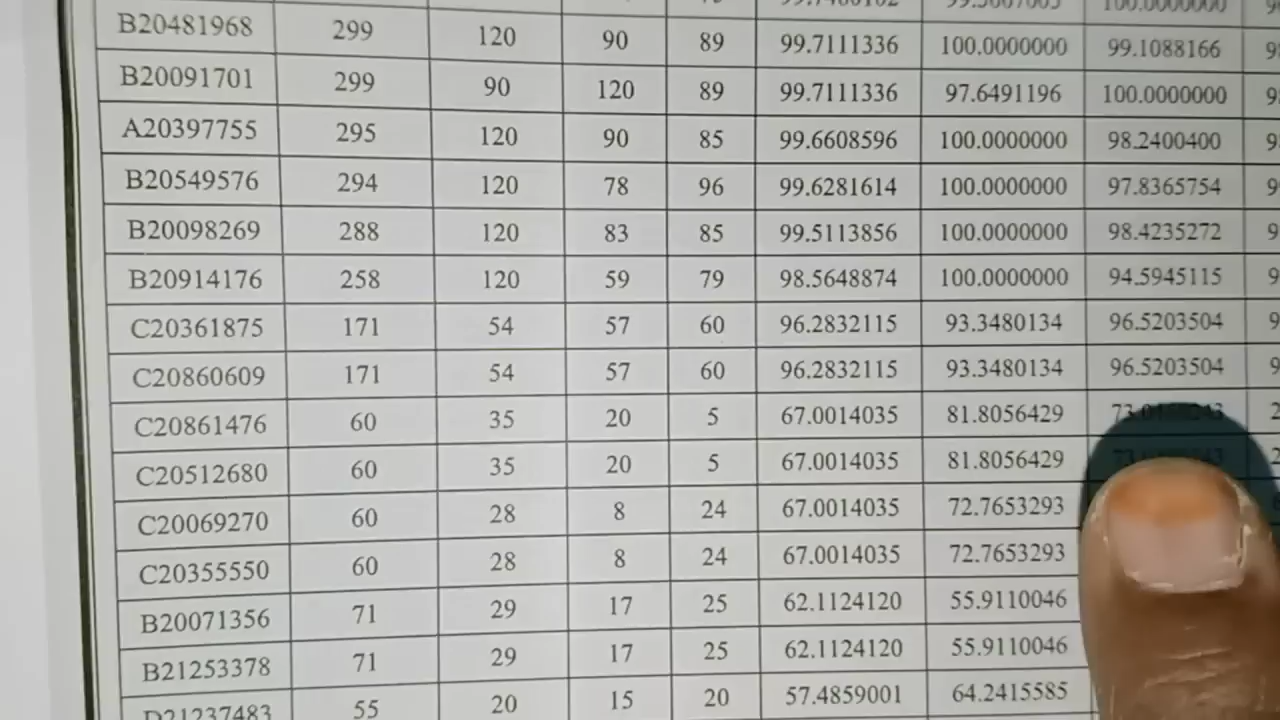 100.0000000
B20481968 299 120 90 89 99.7111336 100.0000000 99.1088166
B20091701 299 90 120 89 99.7111336 97.6491196 100.0000000
A20397755 295 120 90 85 99.6608596 100.0000000 98.2400400
B20549576 294 120 78 96 99.6281614 100.0000000 97.8365754
B20098269 288 120 83 85 99.5113856 100.0000000 98.4235272
B20914176 258 120 59 79 98.5648874 100.0000000 94.5945115
C20361875 171 54 57 60 96.2832115 93.3480134 96.5203504
C20860609 171 54 57 60 96.2832115 93.3480134 96.5203504
C20861476 60 35 20 5 67.0014035 81.8056429
C20512680 60 35 20 5 67.0014035 81.8056429
C20069270 60 28 8 24 67.0014035 72.7653293
C20355550 60 28 8 24 67.0014035 72.7653293
B20071356 71 29 17 25 62.1124120 55.9110046
B21253378 71 29 17 25 62.1124120 55.9110046
D21237483 55 20 15 20 57.4859001 64.2415585